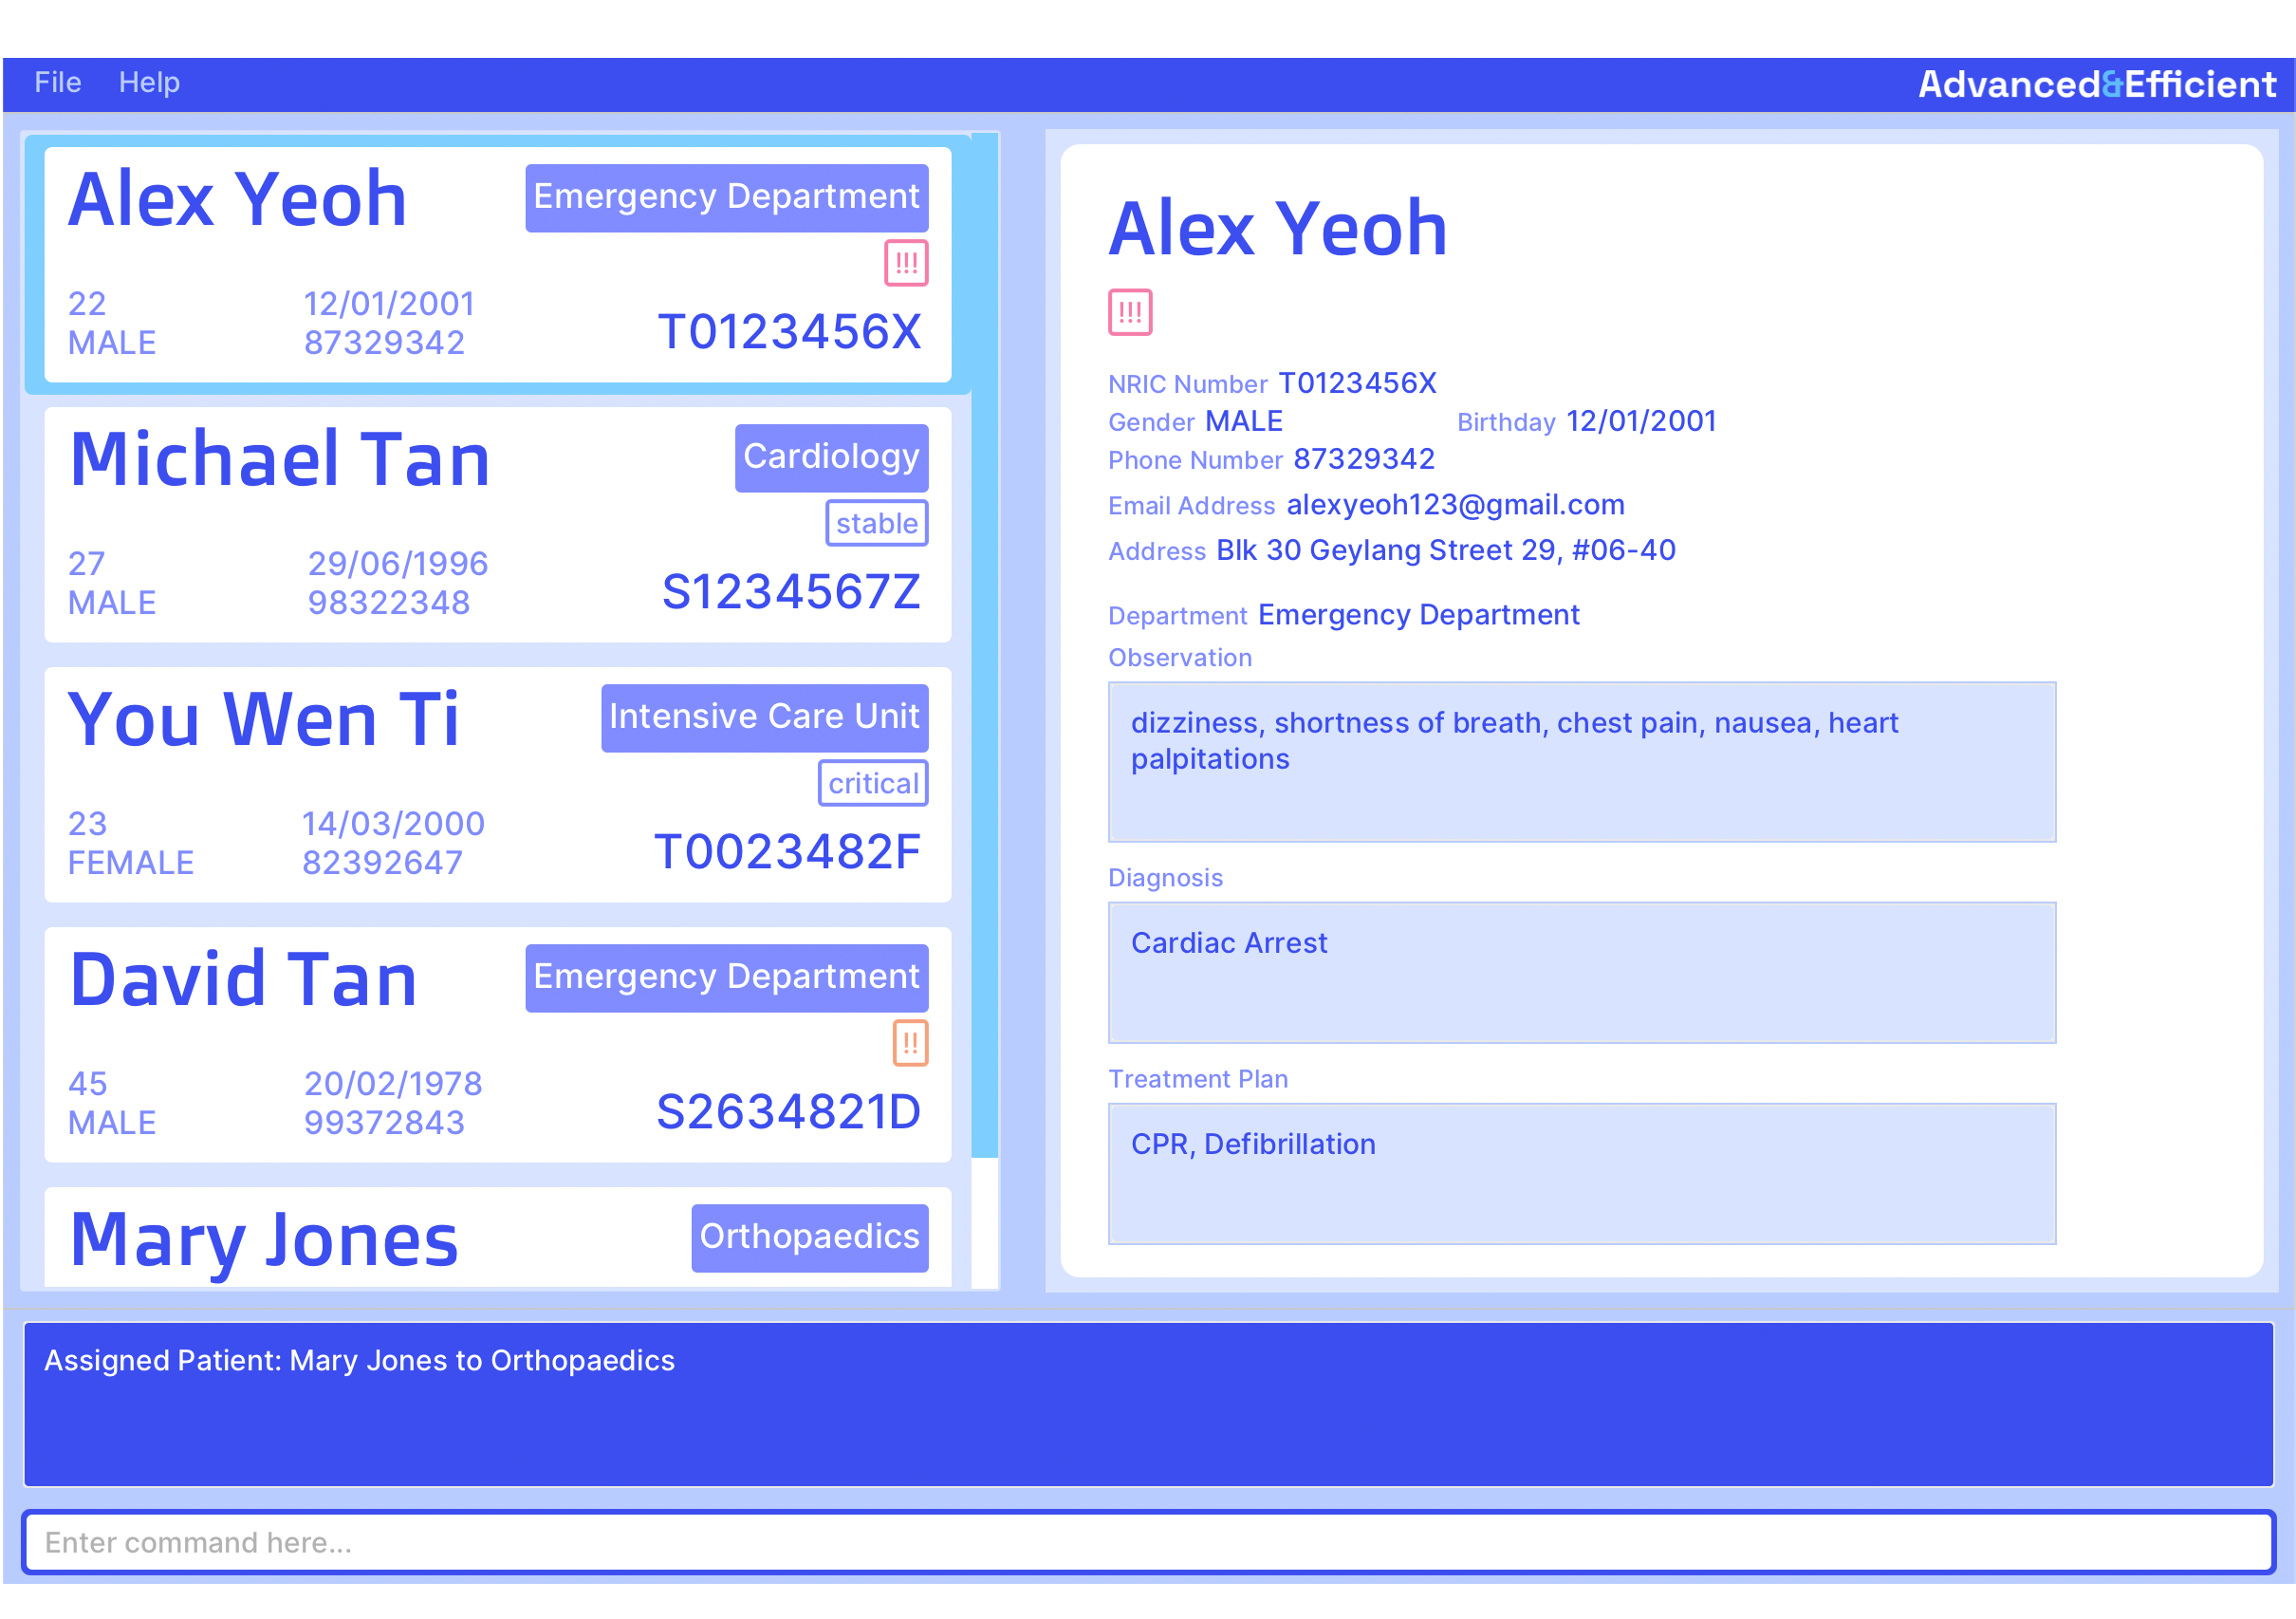 File Help Advanced&Efficient
Alex Yeoh Emergency Department
!!!
22 12/01/2001
MALE 87329342 T0123456X
Michael Tan Cardiology
stable
27 29/06/1996
MALE 98322348 S1234567Z
You Wen Ti Intensive Care Unit
critical
23 14/03/2000
FEMALE 82392647 T0023482F
David Tan Emergency Department
!!
45 20/02/1978
MALE 99372843 S2634821D
Mary Jones Orthopaedics
Alex Yeoh
!!!
NRIC Number T0123456X
Gender MALE Birthday 12/01/2001
Phone Number 87329342
Email Address alexyeoh123@gmail.com
Address Blk 30 Geylang Street 29, #06-40
Department Emergency Department
Observation
dizziness, shortness of breath, chest pain, nausea, heart
palpitations
Diagnosis
Cardiac Arrest
Treatment Plan
CPR, Defibrillation
Assigned Patient: Mary Jones to Orthopaedics
Enter command here...